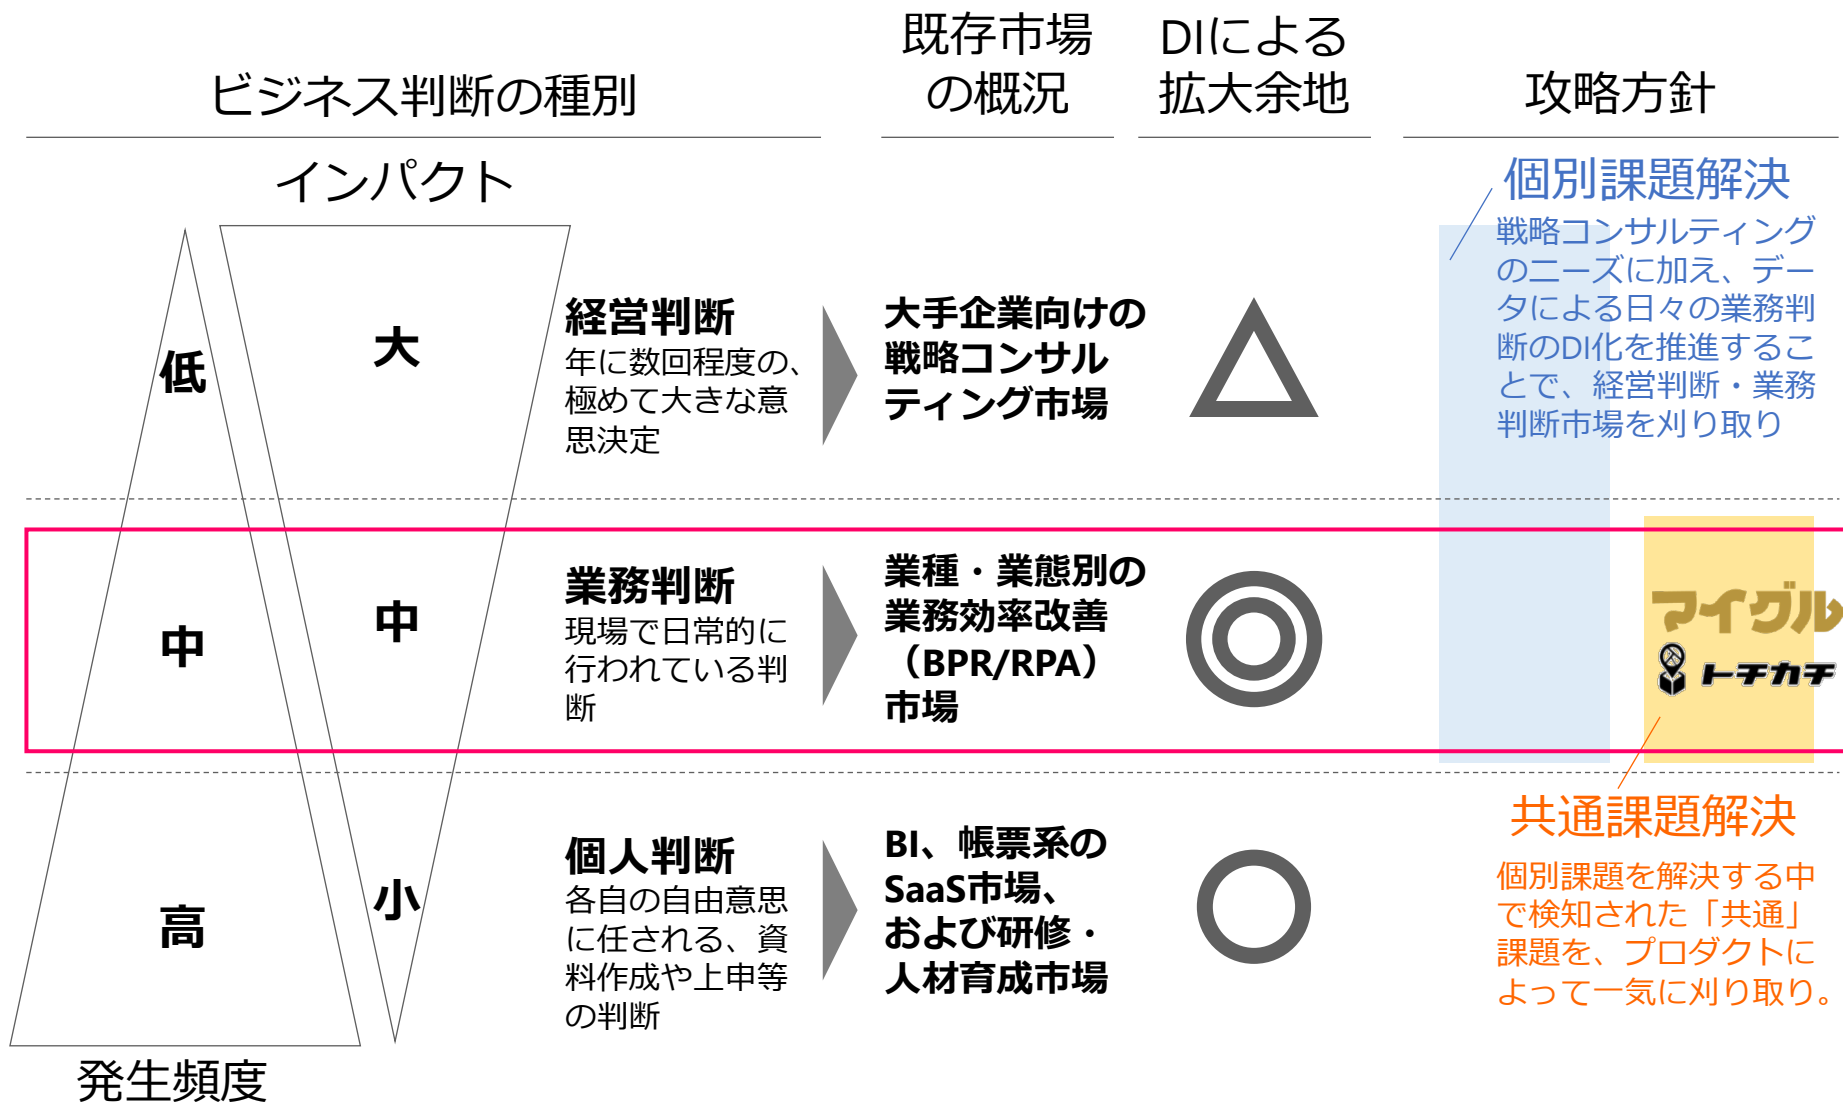 ビジネス判断の種別
既存市場
の概況
DIによる
拡大余地
攻略方針
インパクト
低
大
経営判断
年に数回程度の、
極めて大きな意
思決定
大手企業向けの
戦略コンサル
ティング市場
個別課題解決
戦略コンサルティング
のニーズに加え、デー
タによる日々の業務判
断のDI化を推進するこ
とで、経営判断・業務
判断市場を刈り取り
中
中
業務判断
現場で日常的に
行われている判
断
業種・業態別の
業務効率改善
（BPR/RPA）
市場
マイグル
トチカチ
高
小
個人判断
各自の自由意思
に任される、資
料作成や上申等
の判断
BI、帳票系の
SaaS市場、
および研修・
人材育成市場
共通課題解決
個別課題を解決する中
で検知された「共通」
課題を、プロダクトに
よって一気に刈り取り。
発生頻度